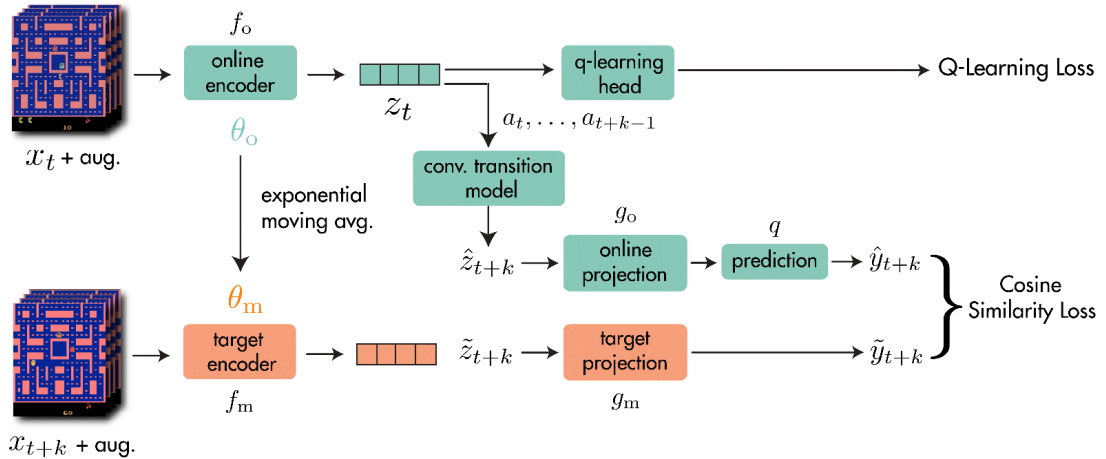 f_o
online
encoder
z_t
q-learning
head
Q-Learning Loss
x_t + aug.
θ_o
a_t, . . . , a_{t+k−1}
conv. transition
model
exponential
moving avg.
g_o
q
ẑ_{t+k}
online
projection
prediction
ŷ_{t+k}
Cosine
Similarity Loss
θ_m
target
encoder
z̃_{t+k}
target
projection
ỹ_{t+k}
f_m
g_m
x_{t+k} + aug.